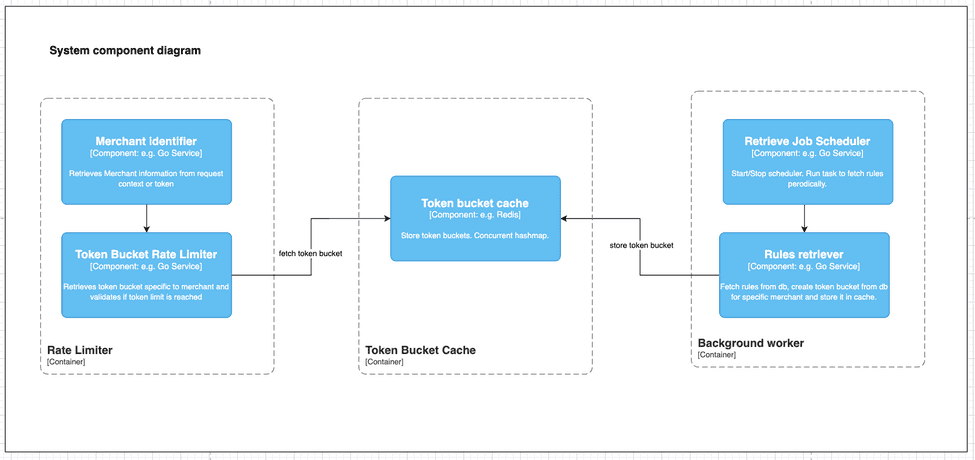 System component diagram
Merchant identifier
[Component: e.g. Go Service]
Retrieves Merchant information from request
context or token
Token Bucket Rate Limiter
[Component: e.g. Go Service]
Retrieves token bucket specific to merchant and
validates if token limit is reached
Rate Limiter
[Container]
fetch token bucket
Token bucket cache
[Component: e.g. Redis]
Store token buckets. Concurrent hashmap.
Token Bucket Cache
[Container]
store token bucket
Retrieve Job Scheduler
[Component: e.g. Go Service]
Start/Stop scheduler. Run task to fetch rules
perodically.
Rules retriever
[Component: e.g. Go Service]
Fetch rules from db, create token bucket from db
for specific merchant and store it in cache.
Background worker
[Container]